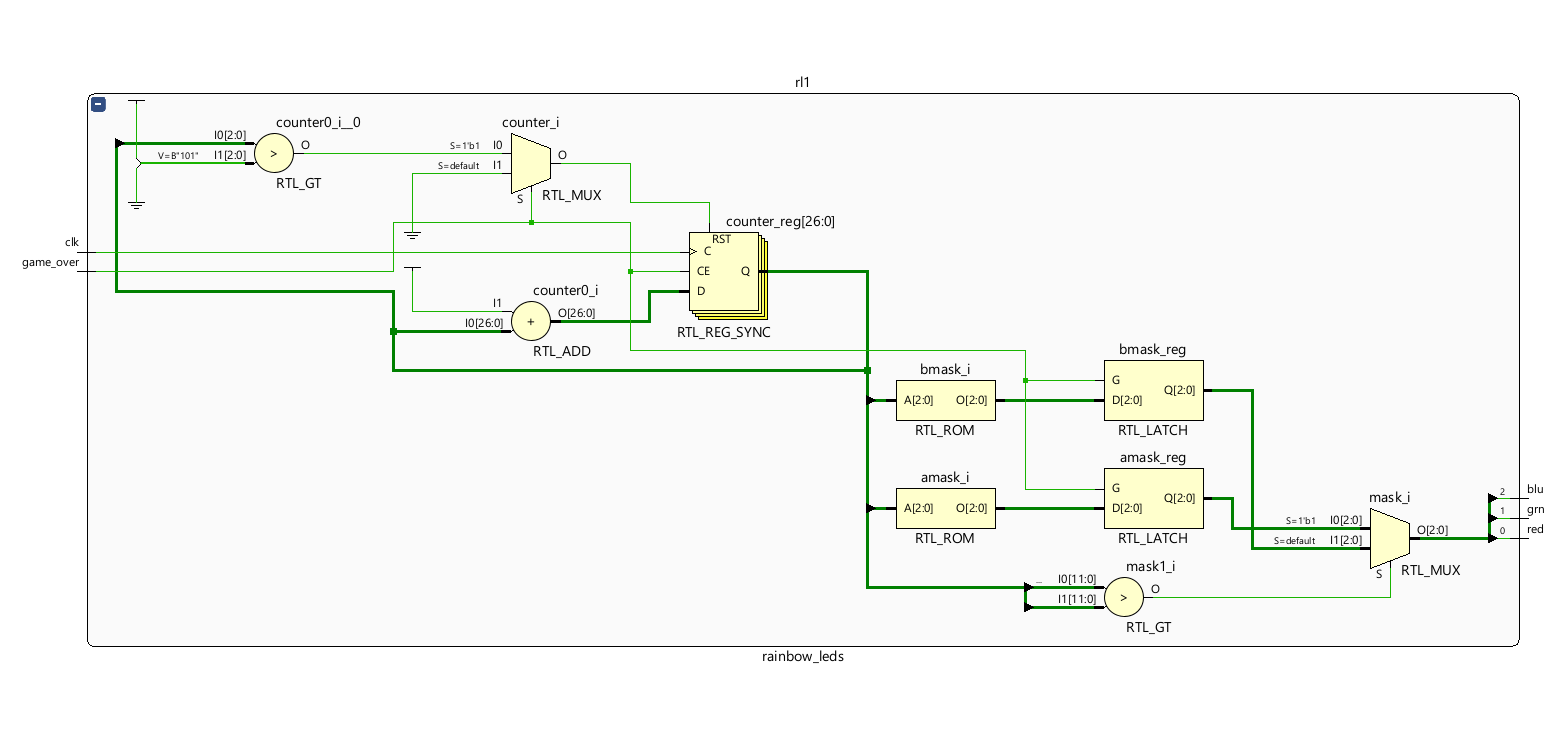 rl1
counter0_i__0
I0[2:0]
V=B"101"
I1[2:0]
>
O
RTL_GT
counter_i
S=1'b1
I0
S=default
I1
O
S
RTL_MUX
counter_reg[26:0]
RST
C
CE
Q
D
RTL_REG_SYNC
clk
game_over
counter0_i
I1
I0[26:0]
+
O[26:0]
RTL_ADD
bmask_i
A[2:0]
O[2:0]
RTL_ROM
bmask_reg
G
D[2:0]
Q[2:0]
RTL_LATCH
amask_i
A[2:0]
O[2:0]
RTL_ROM
amask_reg
G
D[2:0]
Q[2:0]
RTL_LATCH
mask1_i
I0[11:0]
I1[11:0]
>
O
RTL_GT
mask_i
S=1'b1
I0[2:0]
S=default
I1[2:0]
O[2:0]
S
RTL_MUX
2
blu
1
grn
0
red
rainbow_leds